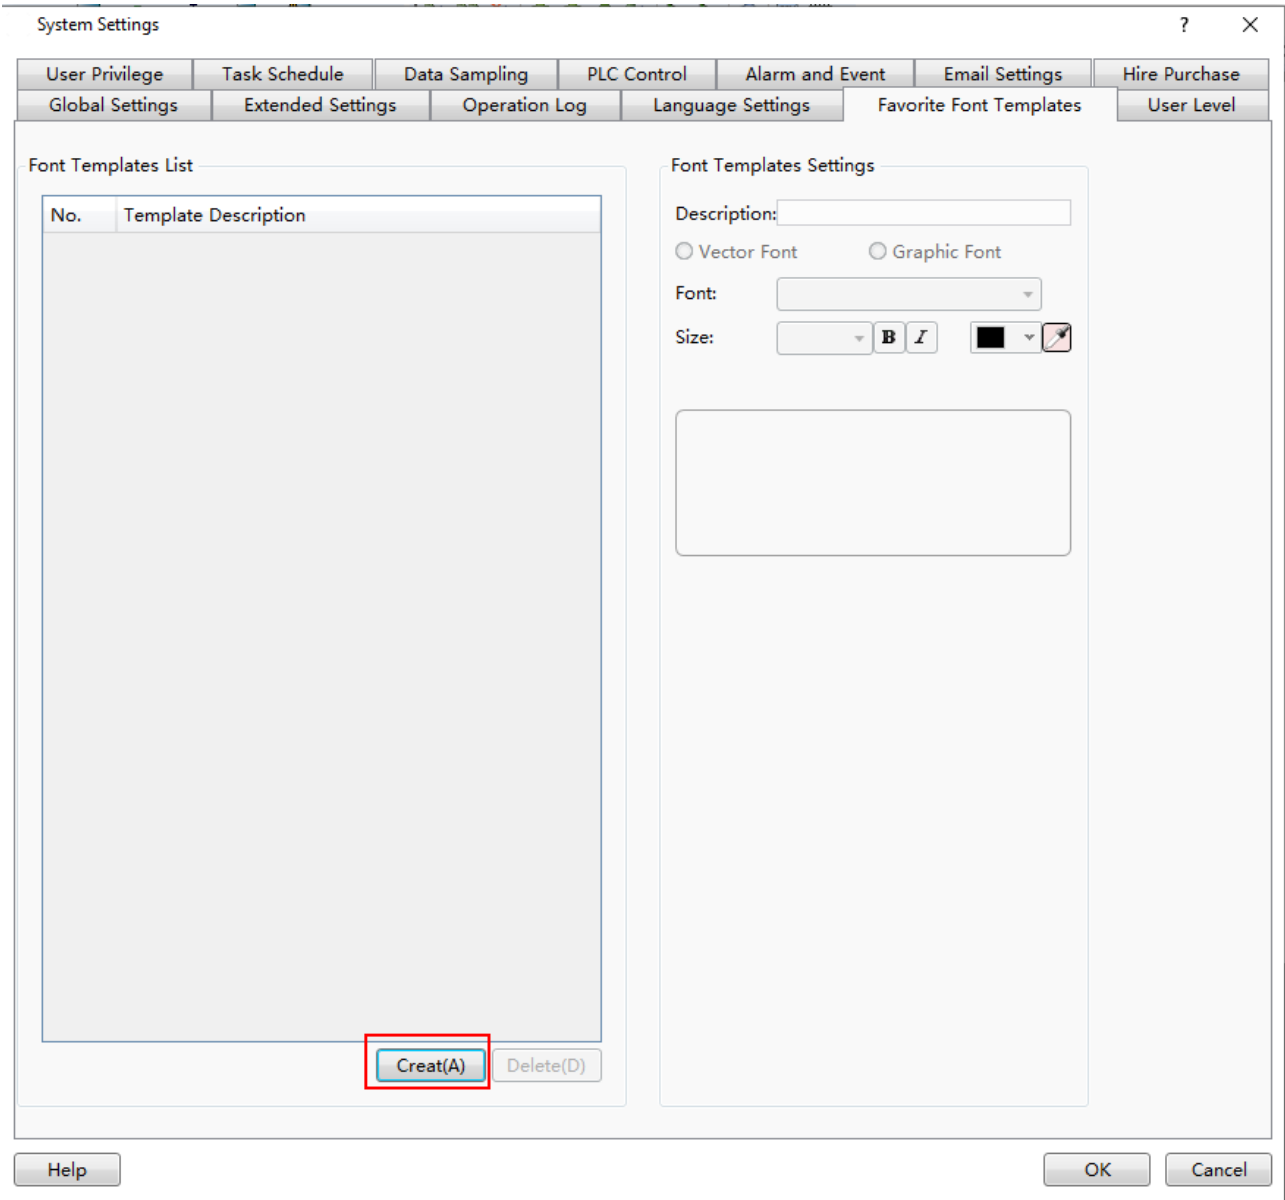 System Settings ?
User Privilege Task Schedule Data Sampling PLC Control Alarm and Event Email Settings Hire Purchase
Global Settings Extended Settings Operation Log Language Settings Favorite Font Templates User Level
Font Templates List
No. Template Description
Creat(A) Delete(D)
Font Templates Settings
Description:
Vector Font Graphic Font
Font:
Size: B I
Help OK Cancel